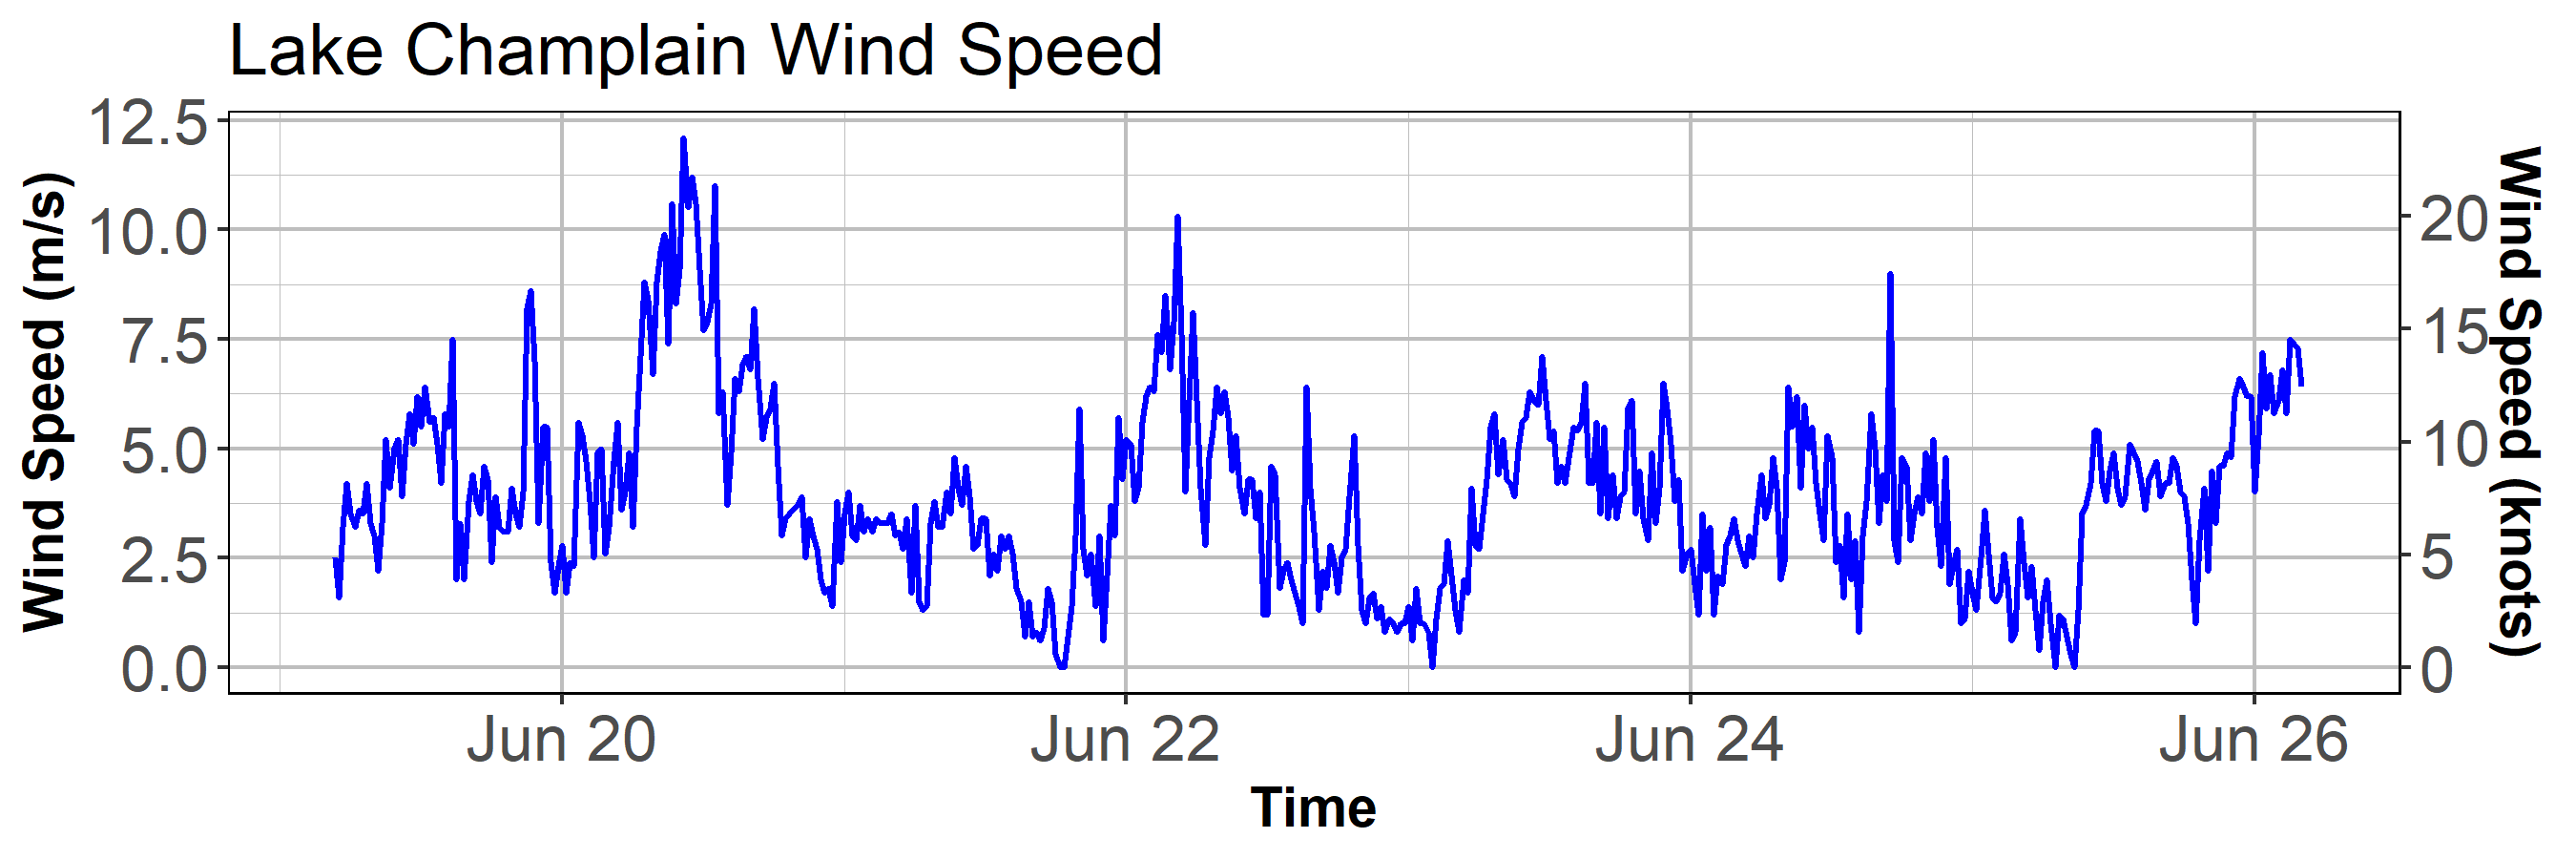 Lake Champlain Wind Speed
Wind Speed (m/s)
12.5
10.0
7.5
5.0
2.5
0.0
20
15
10
5
0
Wind Speed (knots)
Jun 20
Jun 22
Jun 24
Jun 26
Time